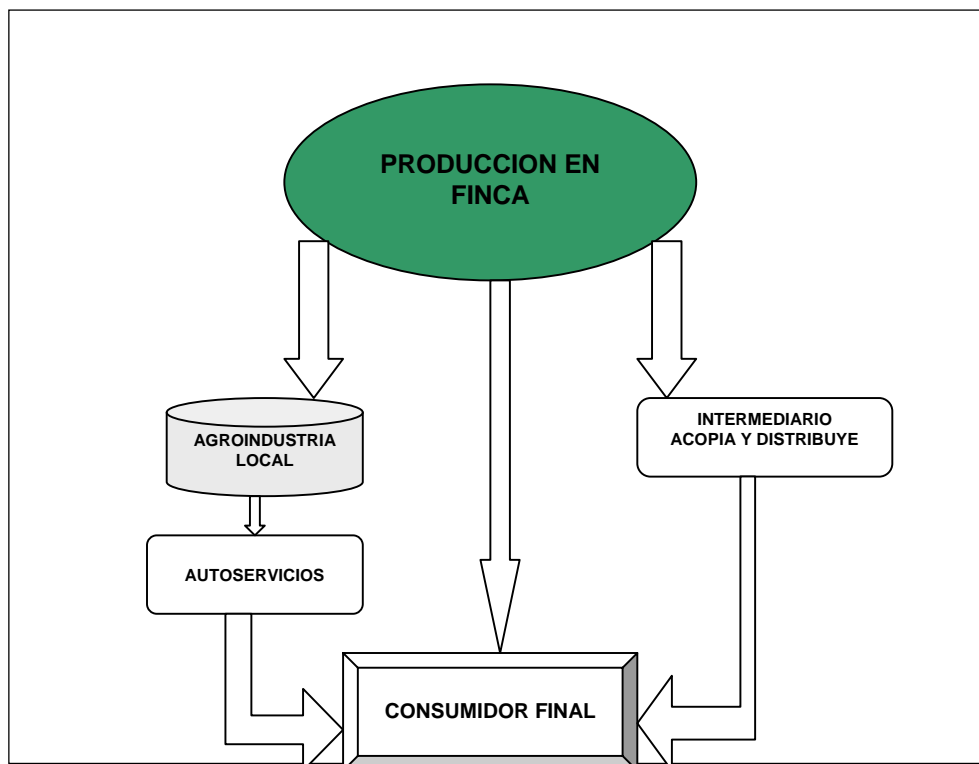 PRODUCCION EN
FINCA
AGROINDUSTRIA
LOCAL
INTERMEDIARIO
ACOPIA Y DISTRIBUYE
AUTOSERVICIOS
CONSUMIDOR FINAL